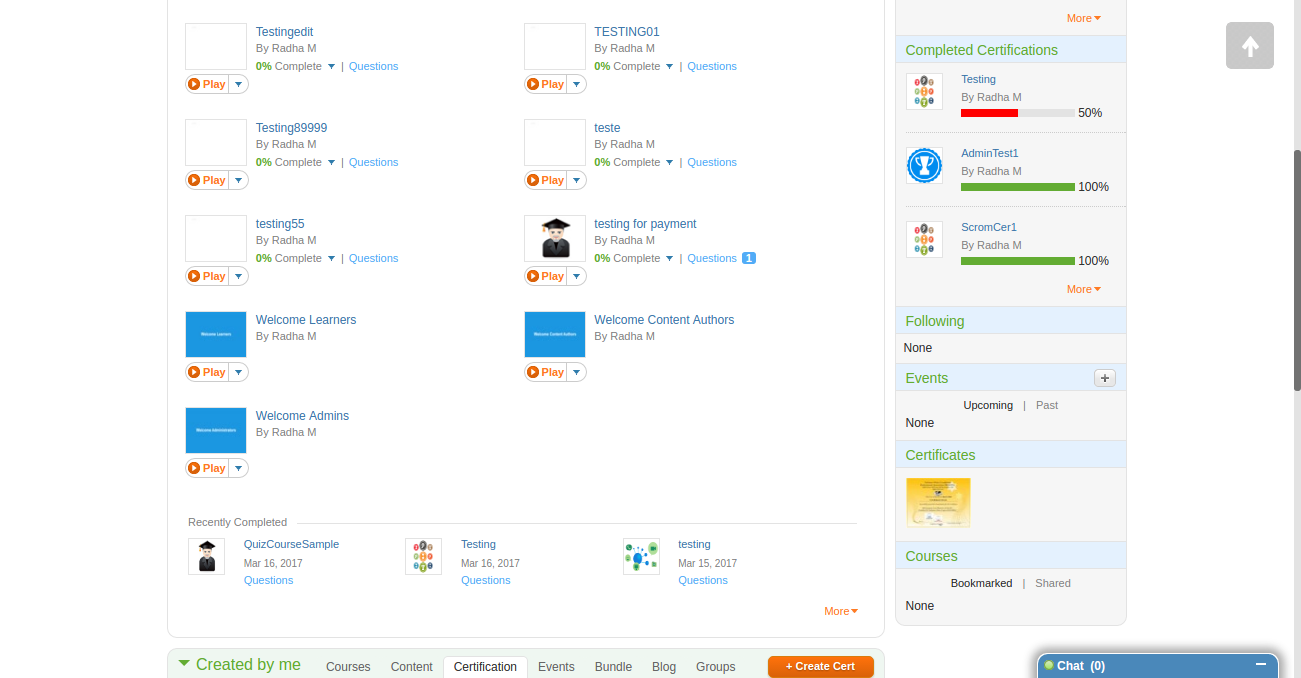 Testingedit
By Radha M
0% Complete | Questions
Play
TESTING01
By Radha M
0% Complete | Questions
Play
Testing89999
By Radha M
0% Complete | Questions
Play
teste
By Radha M
0% Complete | Questions
Play
testing55
By Radha M
0% Complete | Questions
Play
testing for payment
By Radha M
0% Complete | Questions 1
Play
Welcome Learners
Welcome Learners
By Radha M
Play
Welcome Content Authors
Welcome Content Authors
By Radha M
Play
Welcome Administrators
Welcome Admins
By Radha M
Play
Recently Completed
QuizCourseSample
Mar 16, 2017
Questions
Testing
Mar 16, 2017
Questions
testing
Mar 15, 2017
Questions
More
Created by me
Courses
Content
Certification
Events
Bundle
Blog
Groups
+ Create Cert
More
Completed Certifications
Testing
By Radha M
50%
AdminTest1
By Radha M
100%
ScromCer1
By Radha M
100%
More
Following
None
Events
+
Upcoming | Past
None
Certificates
Courses
Bookmarked | Shared
None
Chat (0)